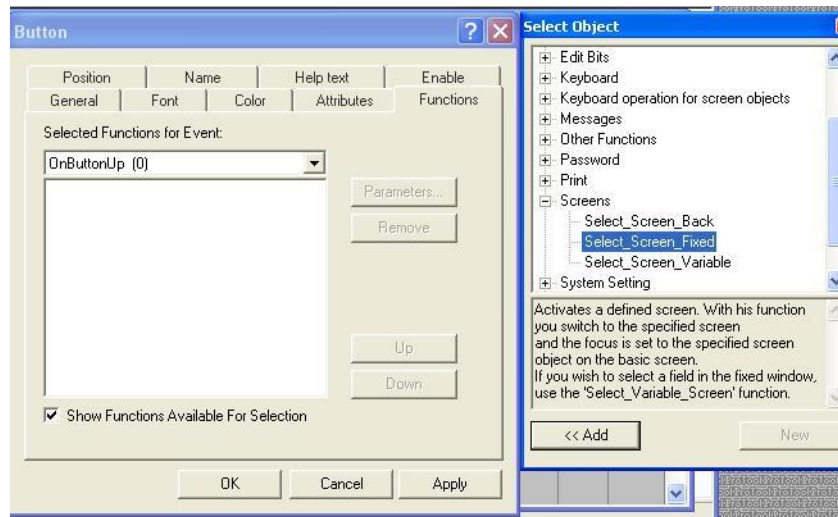 Button
Position Name Help text Enable
General Font Color Attributes Functions
Selected Functions for Event:
OnButtonUp (0)
Parameters...
Remove
Up
Down
Show Functions Available For Selection
OK Cancel Apply
Select Object
Edit Bits
Keyboard
Keyboard operation for screen objects
Messages
Other Functions
Password
Print
Screens
Select_Screen_Back
Select_Screen_Fixed
Select_Screen_Variable
System Setting
Activates a defined screen. With his function
you switch to the specified screen
and the focus is set to the specified screen
object on the basic screen.
If you wish to select a field in the fixed window,
use the 'Select_Variable_Screen' function.
<< Add New